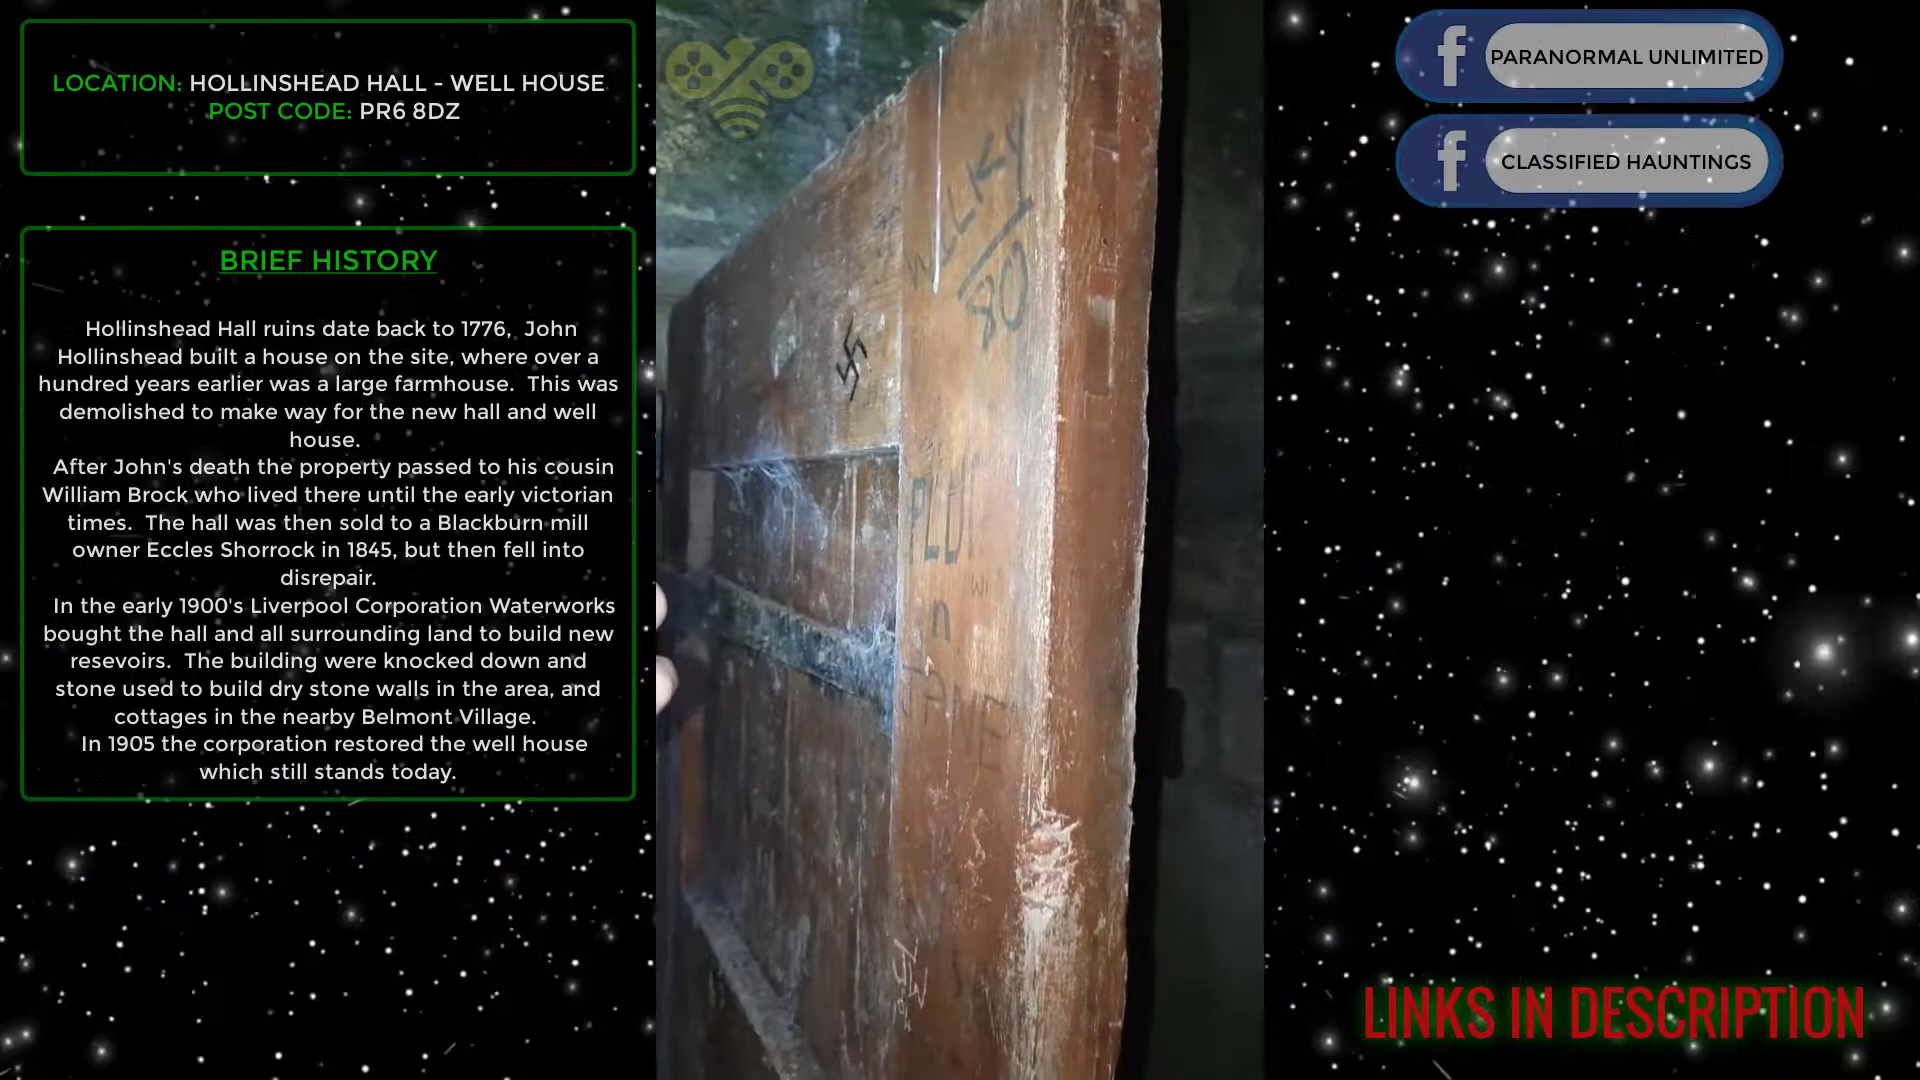 LOCATION: HOLLINSHEAD HALL - WELL HOUSE
POST CODE: PR6 8DZ
BRIEF HISTORY
Hollinshead Hall ruins date back to 1776, John
Hollinshead built a house on the site, where over a
hundred years earlier was a large farmhouse. This was
demolished to make way for the new hall and well
house.
After John's death the property passed to his cousin
William Brock who lived there until the early victorian
times. The hall was then sold to a Blackburn mill
owner Eccles Shorrock in 1845, but then fell into
disrepair.
In the early 1900's Liverpool Corporation Waterworks
bought the hall and all surrounding land to build new
resevoirs. The building were knocked down and
stone used to build dry stone walls in the area, and
cottages in the nearby Belmont Village.
In 1905 the corporation restored the well house
which still stands today.
WILKY
80
n
PARANORMAL UNLIMITED
CLASSIFIED HAUNTINGS
LINKS IN DESCRIPTION